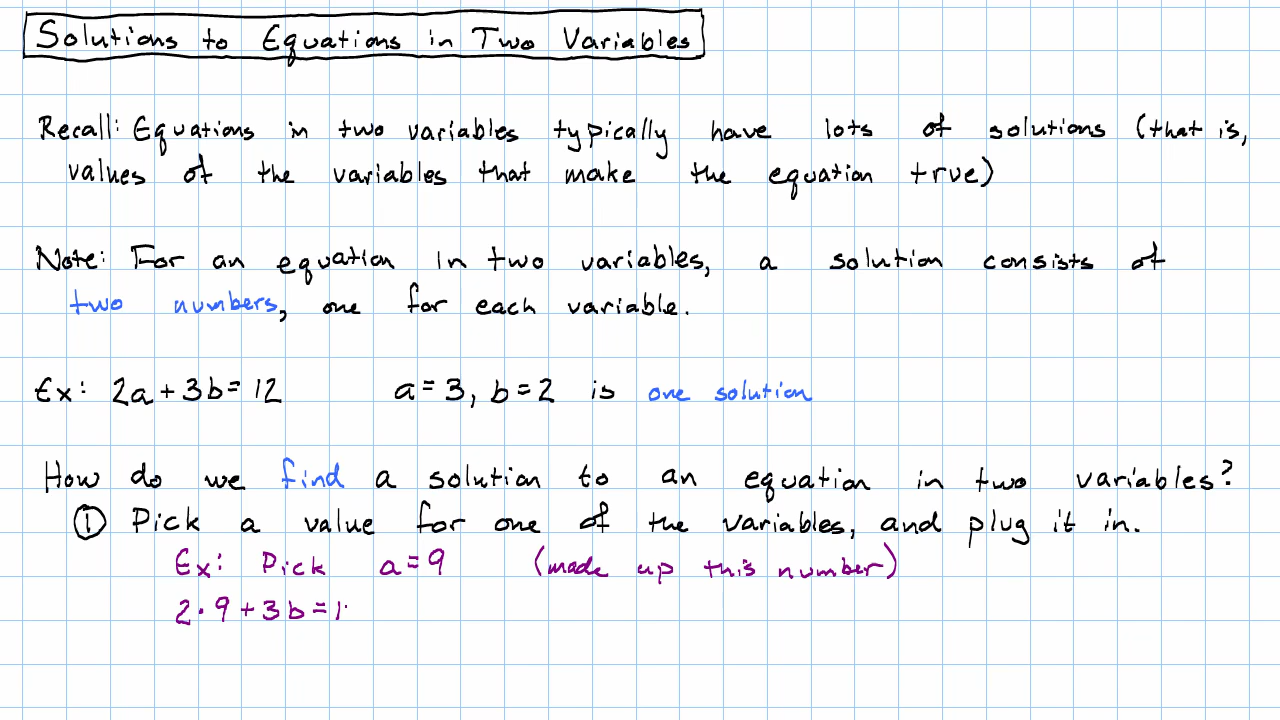 Solutions to Equations in Two Variables
Recall: Equations in two variables typically have lots of solutions (that is,
values of the variables that make the equation true)
Note: For an equation in two variables, a solution consists of
two numbers, one for each variable.
Ex: 2a + 3b = 12 a = 3, b = 2 is one solution
How do we find a solution to an equation in two variables?
① Pick a value for one of the variables, and plug it in.
Ex: Pick a = 9 (made up this number)
2 · 9 + 3b = 1